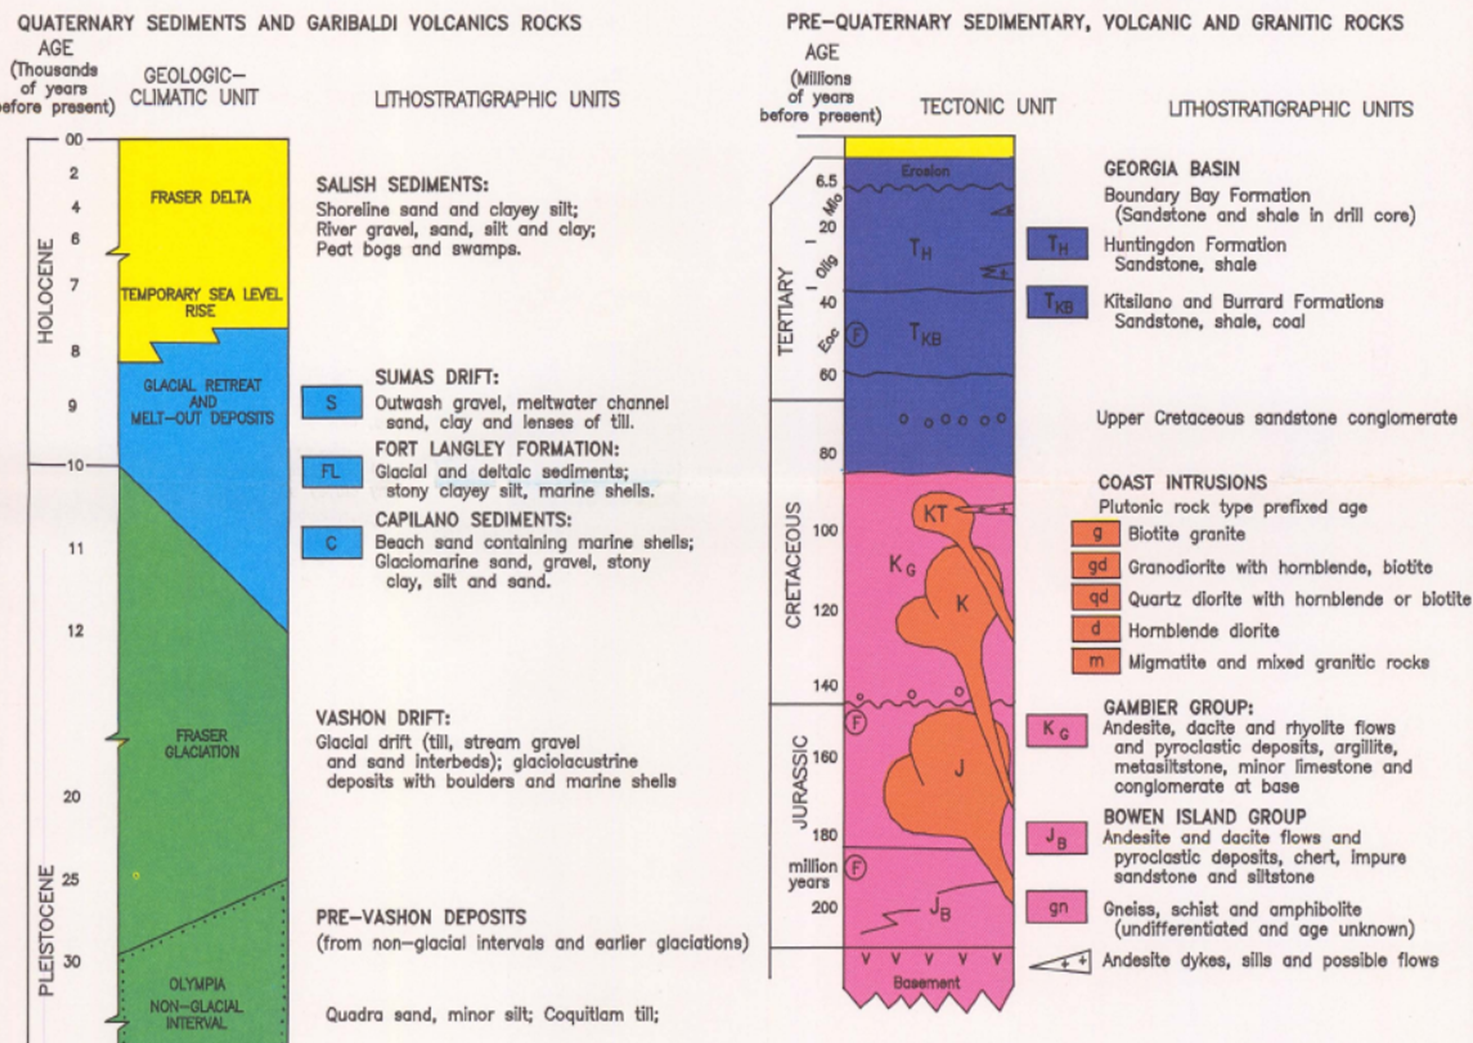 QUATERNARY SEDIMENTS AND GARIBALDI VOLCANICS ROCKS
AGE
(Thousands
of years
before present)
GEOLOGIC-
CLIMATIC UNIT
LITHOSTRATIGRAPHIC UNITS
HOLOCENE
PLEISTOCENE
00
2
4
6
7
8
9
10
11
12
20
25
30
FRASER DELTA
TEMPORARY SEA LEVEL
RISE
GLACIAL RETREAT
AND
MELT-OUT DEPOSITS
FRASER
GLACIATION
OLYMPIA
NON-GLACIAL
INTERVAL
SALISH SEDIMENTS:
Shoreline sand and clayey silt;
River gravel, sand, silt and clay;
Peat bogs and swamps.
SUMAS DRIFT:
S
Outwash gravel, meltwater channel
sand, clay and lenses of till.
FORT LANGLEY FORMATION:
FL
Glacial and deltaic sediments;
stony clayey silt, marine shells.
CAPILANO SEDIMENTS:
C
Beach sand containing marine shells;
Glaciomarine sand, gravel, stony
clay, silt and sand.
VASHON DRIFT:
Glacial drift (till, stream gravel
and sand interbeds); glaciolacustrine
deposits with boulders and marine shells
PRE-VASHON DEPOSITS
(from non-glacial intervals and earlier glaciations)
Quadra sand, minor silt; Coquitlam till;
PRE-QUATERNARY SEDIMENTARY, VOLCANIC AND GRANITIC ROCKS
AGE
(Millions
of years
before present)
TECTONIC UNIT
LITHOSTRATIGRAPHIC UNITS
TERTIARY
CRETACEOUS
JURASSIC
6.5
Mio
20
Olig
40
Eoc
60
80
100
120
140
160
180
million
years
200
Erosion
TH
F
TKB
KT
KG
K
F
J
F
JB
Basement
GEORGIA BASIN
Boundary Bay Formation
(Sandstone and shale in drill core)
TH
Huntingdon Formation
Sandstone, shale
TKB
Kitsilano and Burrard Formations
Sandstone, shale, coal
Upper Cretaceous sandstone conglomerate
COAST INTRUSIONS
Plutonic rock type prefixed age
g Biotite granite
gd Granodiorite with hornblende, biotite
qd Quartz diorite with hornblende or biotite
d Hornblende diorite
m Migmatite and mixed granitic rocks
GAMBIER GROUP:
KG
Andesite, dacite and rhyolite flows
and pyroclastic deposits, argillite,
metasiltstone, minor limestone and
conglomerate at base
BOWEN ISLAND GROUP
JB
Andesite and dacite flows and
pyroclastic deposits, chert, impure
sandstone and siltstone
gn
Gneiss, schist and amphibolite
(undifferentiated and age unknown)
Andesite dykes, sills and possible flows